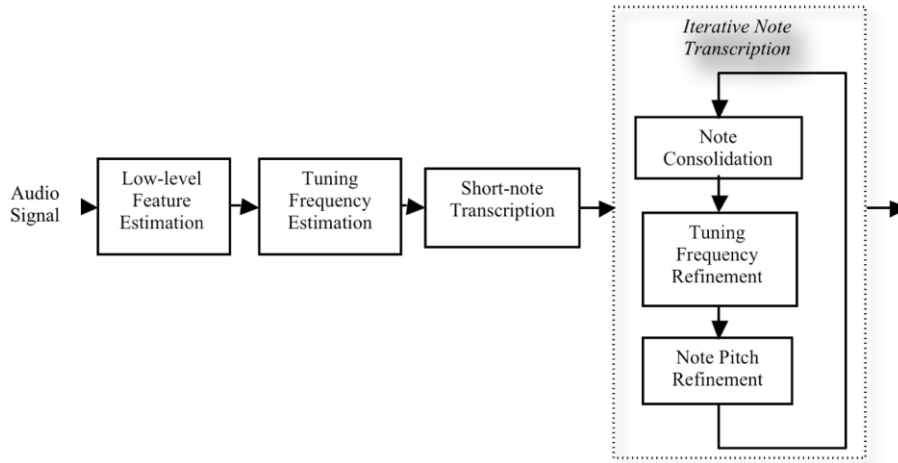 Iterative Note
Transcription
Audio
Signal
Low-level
Feature
Estimation
Tuning
Frequency
Estimation
Short-note
Transcription
Note
Consolidation
Tuning
Frequency
Refinement
Note Pitch
Refinement